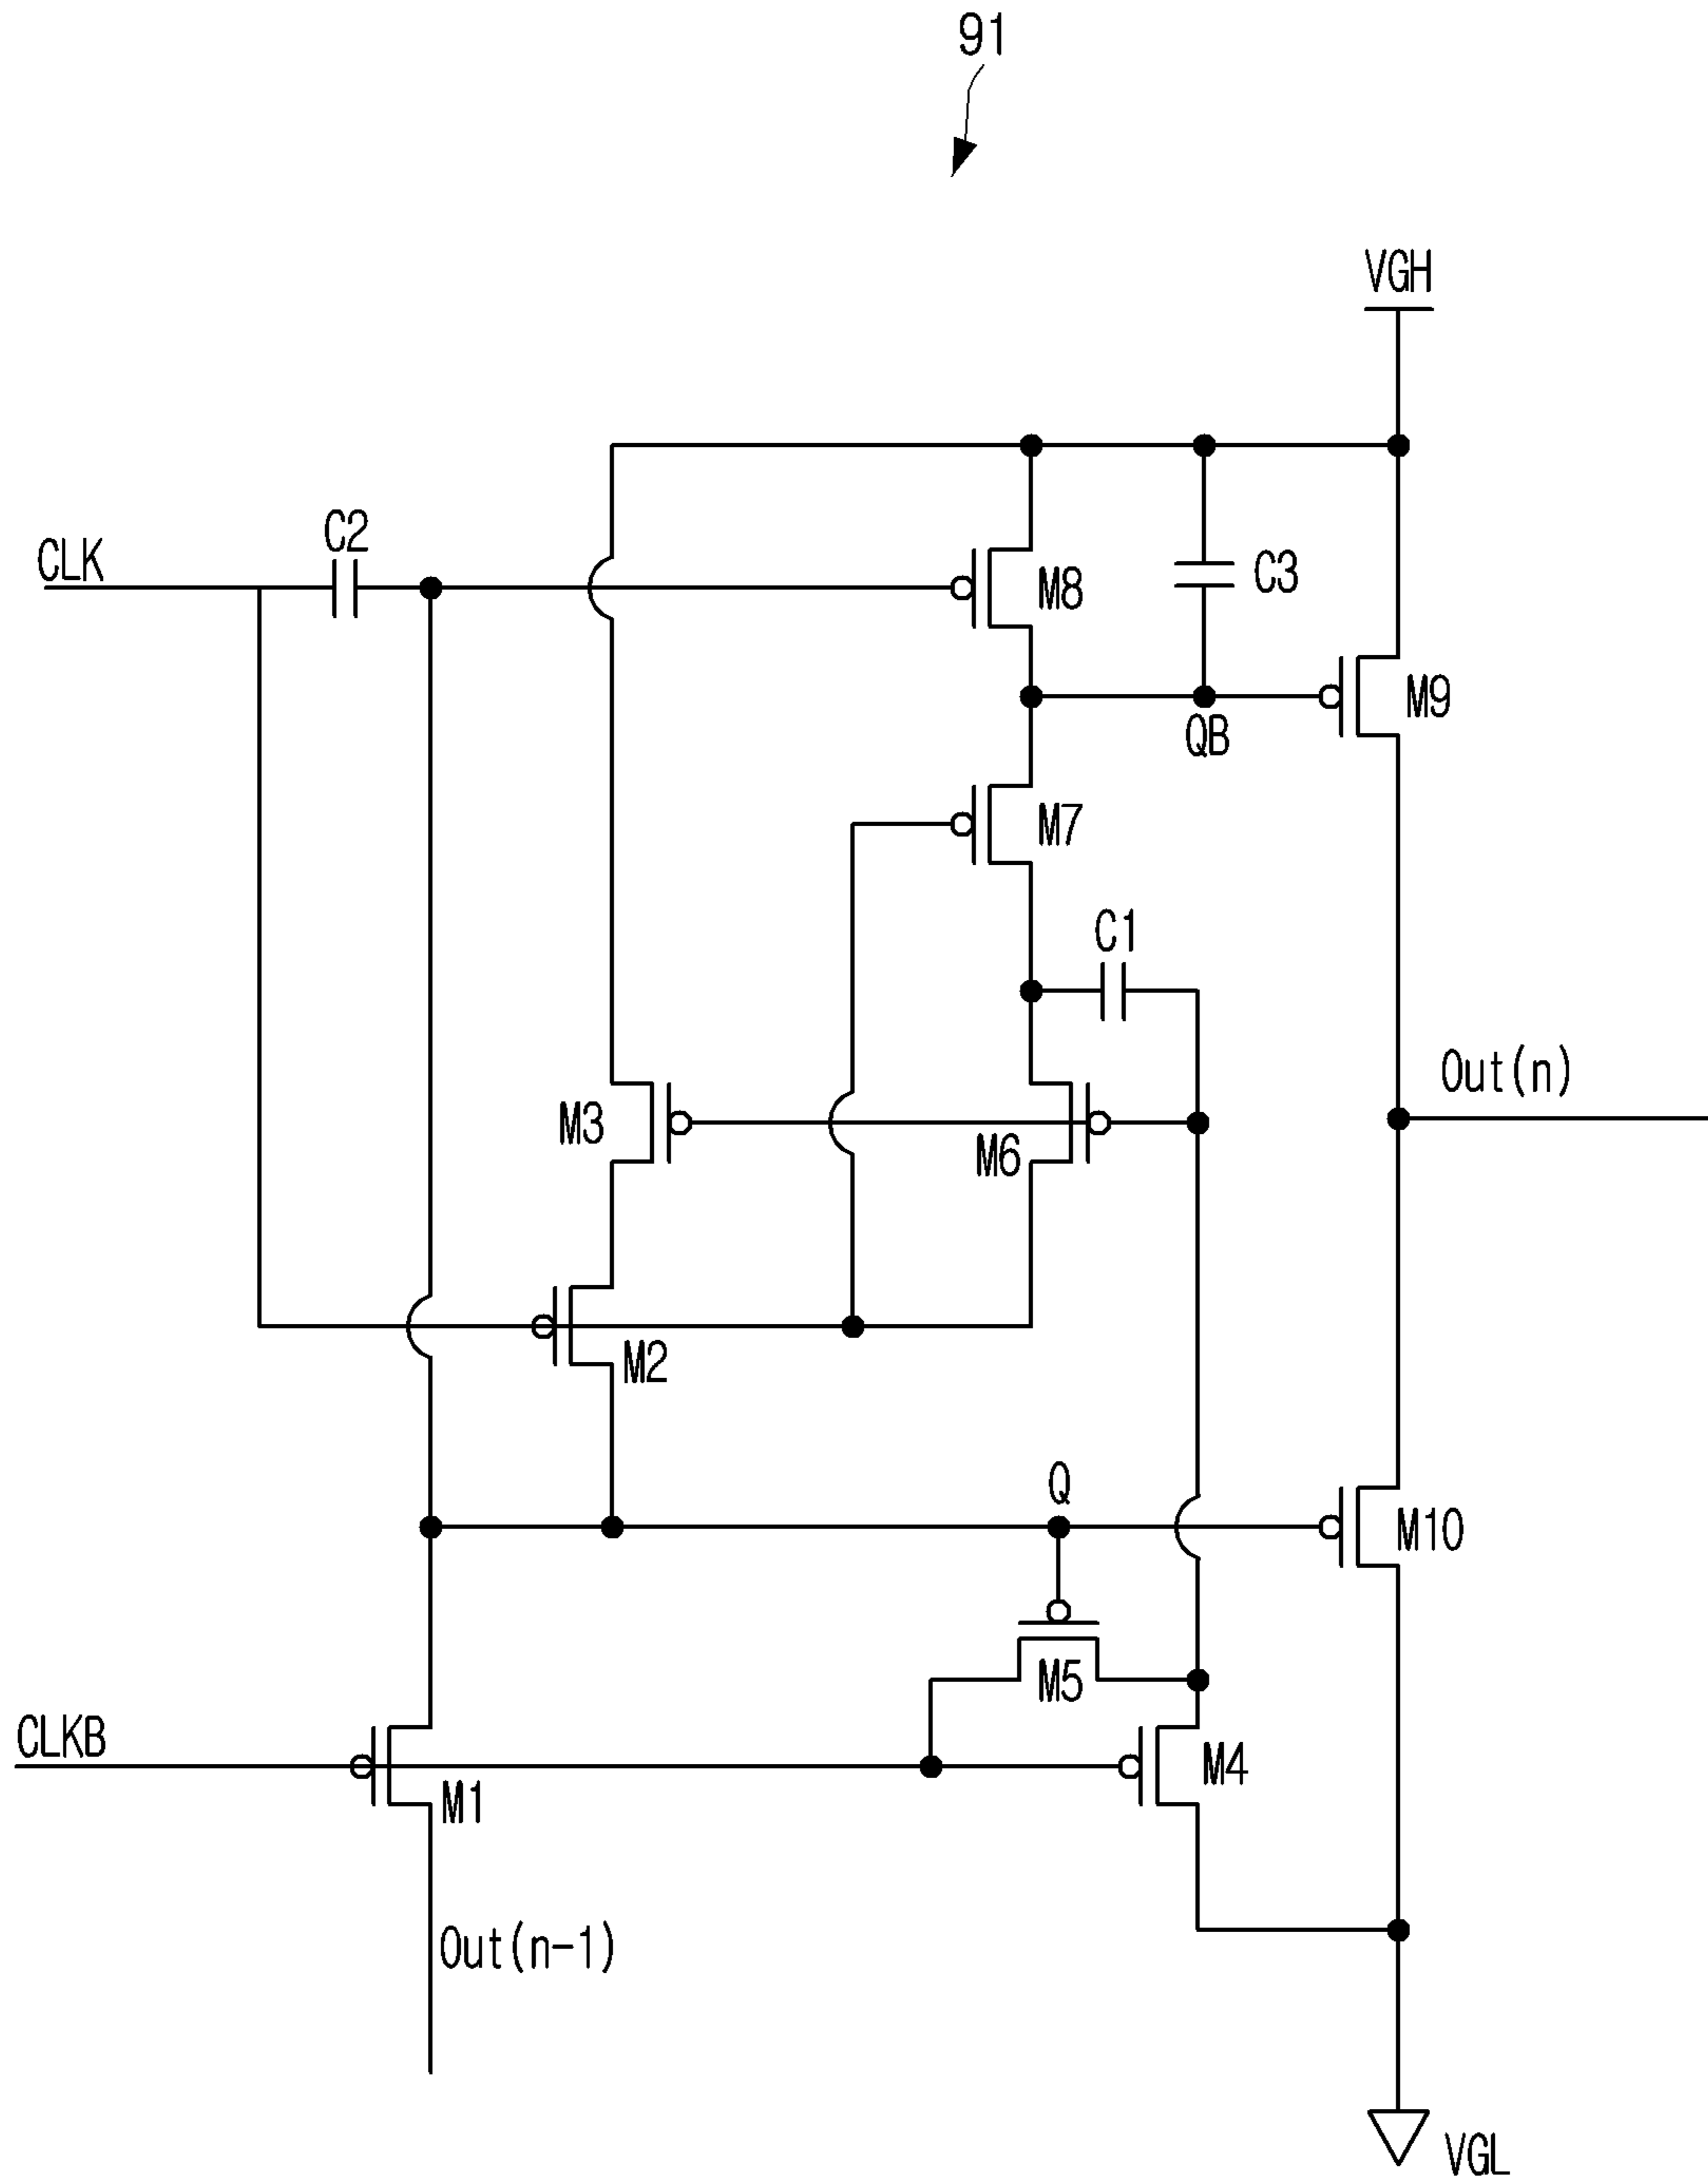 91
VGH
C2
CLK
M8
C3
M9
QB
M7
C1
Out(n)
M3
M6
M2
Q
M10
M5
CLKB
M4
M1
Out(n-1)
VGL